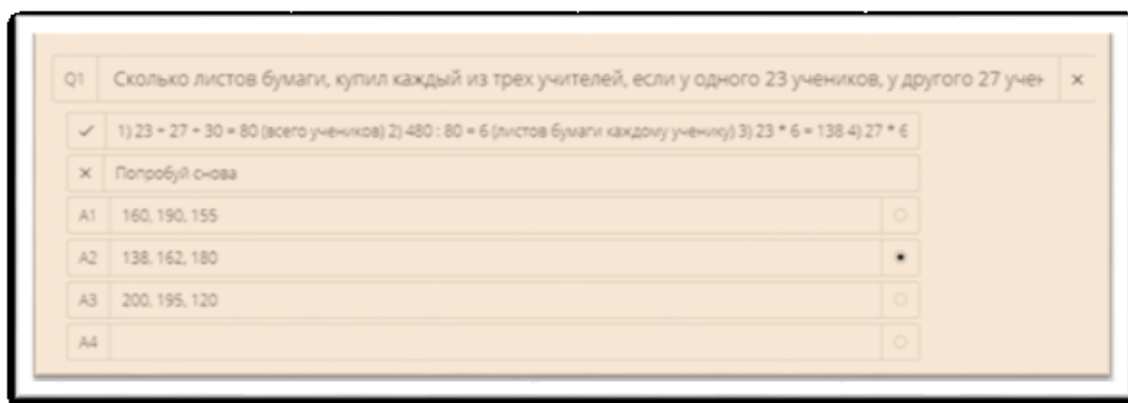 Q1 Сколько листов бумаги, купил каждый из трех учителей, если у одного 23 учеников, у другого 27 учен ×
✓ 1) 23 + 27 + 30 = 80 (всего учеников) 2) 480 : 80 = 6 (листов бумаги каждому ученику) 3) 23 * 6 = 138 4) 27 * 6
× Попробуй снова
A1 160, 190, 155
A2 138, 162, 180
A3 200, 195, 120
A4